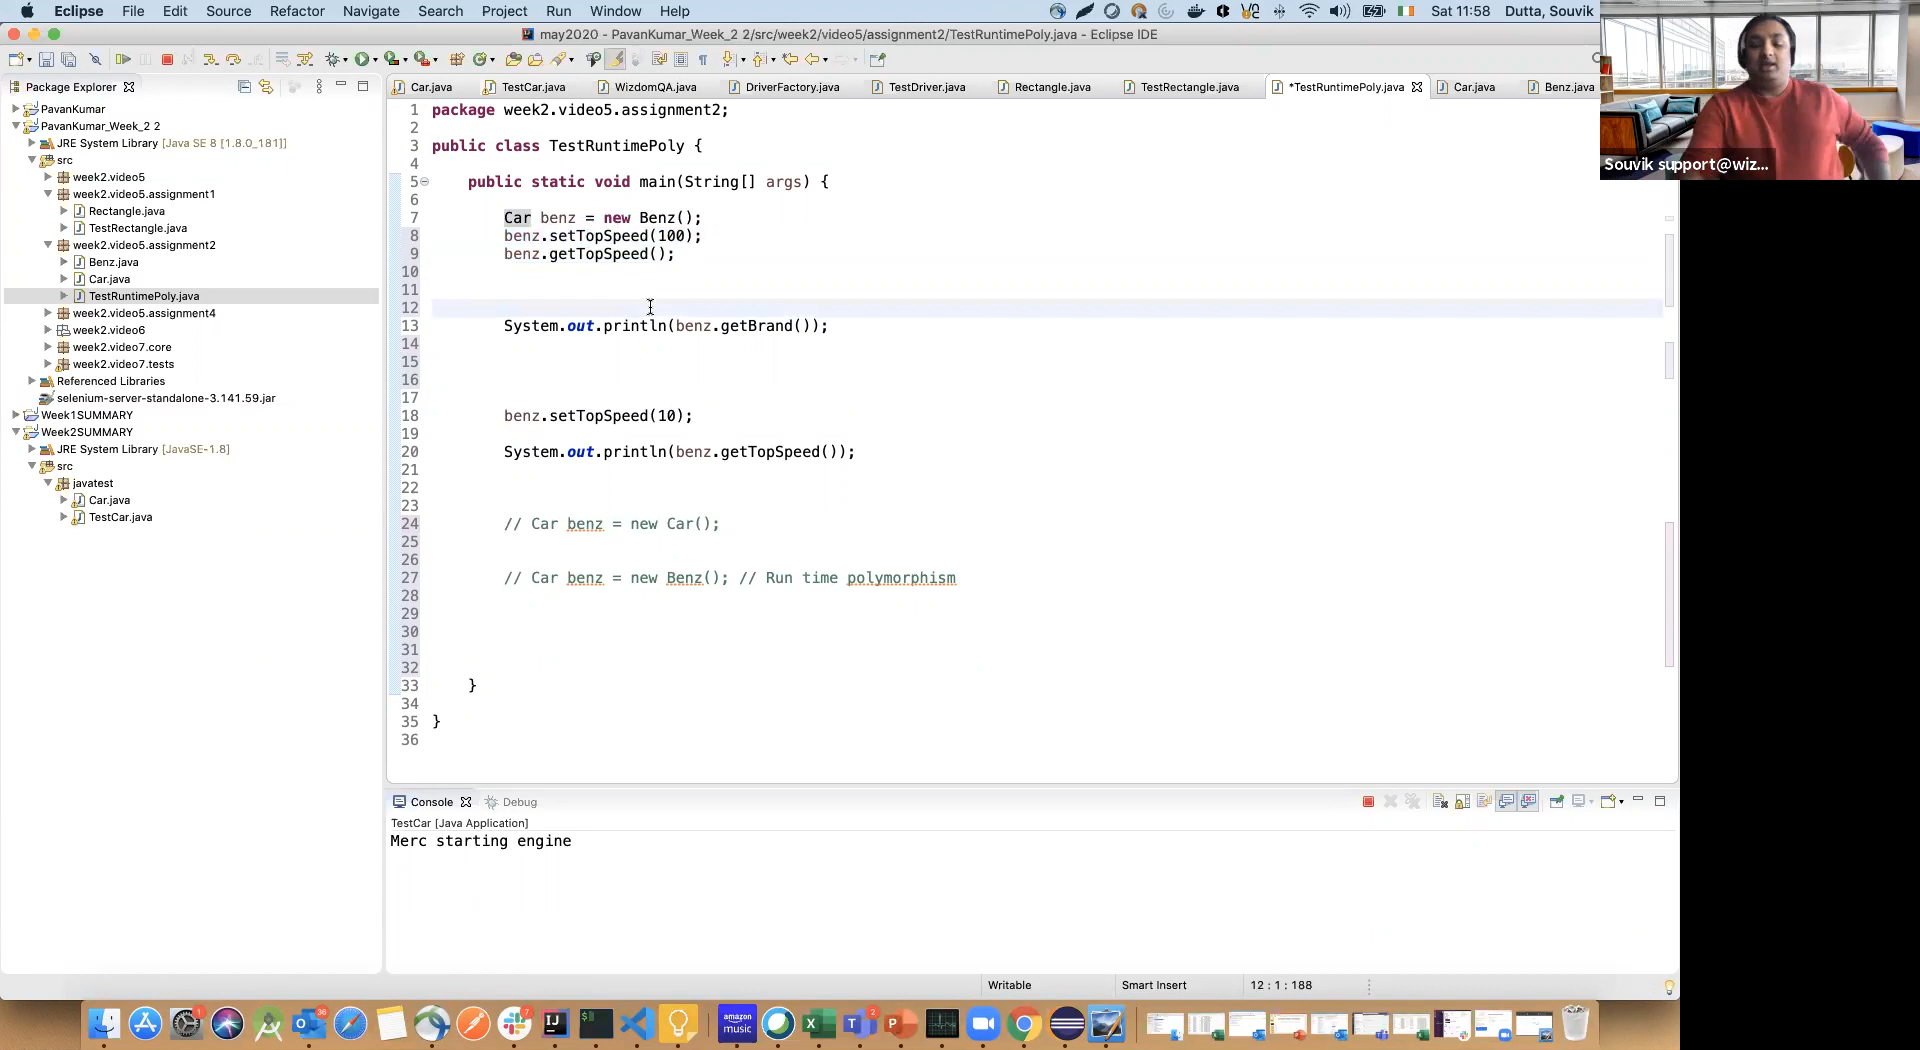 Eclipse File Edit Source Refactor Navigate Search Project Run Window Help
Sat 11:58 Dutta, Souvik
may2020 - PavanKumar_Week_2 2/src/week2/video5/assignment2/TestRuntimePoly.java - Eclipse IDE
Package Explorer
Car.java TestCar.java WizdomQA.java DriverFactory.java TestDriver.java Rectangle.java TestRectangle.java *TestRuntimePoly.java Car.java Benz.java
PavanKumar
PavanKumar_Week_2 2
JRE System Library [Java SE 8 [1.8.0_181]]
src
week2.video5
week2.video5.assignment1
Rectangle.java
TestRectangle.java
week2.video5.assignment2
Benz.java
Car.java
TestRuntimePoly.java
week2.video5.assignment4
week2.video6
week2.video7.core
week2.video7.tests
Referenced Libraries
selenium-server-standalone-3.141.59.jar
Week1SUMMARY
Week2SUMMARY
JRE System Library [JavaSE-1.8]
src
javatest
Car.java
TestCar.java
1 package week2.video5.assignment2;
2
3 public class TestRuntimePoly {
4
5 public static void main(String[] args) {
6
7 Car benz = new Benz();
8 benz.setTopSpeed(100);
9 benz.getTopSpeed();
10
11
12
13 System.out.println(benz.getBrand());
14
15
16
17
18 benz.setTopSpeed(10);
19
20 System.out.println(benz.getTopSpeed());
21
22
23
24 // Car benz = new Car();
25
26
27 // Car benz = new Benz(); // Run time polymorphism
28
29
30
31
32
33 }
34
35 }
36
Souvik support@wiz...
Console Debug
TestCar [Java Application]
Merc starting engine
Writable Smart Insert 12 : 1 : 188
1
36
7
amazon music
2